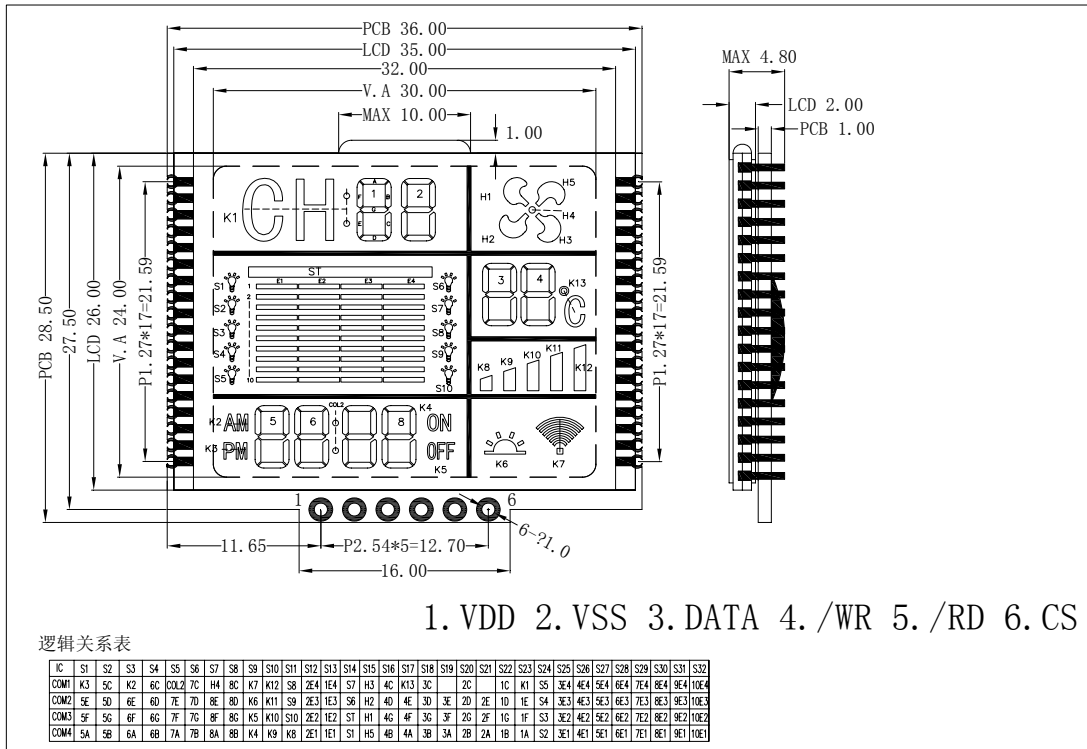 PCB 36.00
LCD 35.00
32.00
V.A 30.00
MAX 10.00
1.00
MAX 4.80
LCD 2.00
PCB 1.00
PCB 28.50
27.50
LCD 26.00
V.A 24.00
P1.27*17=21.59
P1.27*17=21.59
K1
CH
A
F 1 B
G
E C
D
2
H1
H5
H4
H2
H3
ST
E1 E2 E3 E4
1
2
10
S1
S2
S3
S4
S5
S6
S7
S8
S9
S10
3 4
K13
C
K8 K9 K10 K11 K12
K2 AM
K3 PM
5 6 8
COL2
K4
ON
OFF
K5
K6
K7
1 6
6-?1.0
11.65
P2.54*5=12.70
16.00
1.VDD 2.VSS 3.DATA 4./WR 5./RD 6.CS
逻辑关系表
IC S1 S2 S3 S4 S5 S6 S7 S8 S9 S10 S11 S12 S13 S14 S15 S16 S17 S18 S19 S20 S21 S22 S23 S24 S25 S26 S27 S28 S29 S30 S31 S32
COM1 K3 5C K2 6C COL2 7C H4 8C K7 K12 S8 2E4 1E4 S7 H3 4C K13 3C 2C 1C K1 S5 3E4 4E4 5E4 6E4 7E4 8E4 9E4 10E4
COM2 5E 5D 6E 6D 7E 7D 8E 8D K6 K11 S9 2E3 1E3 S6 H2 4D 4E 3D 3E 2D 2E 1D 1E S4 3E3 4E3 5E3 6E3 7E3 8E3 9E3 10E3
COM3 5F 5G 6F 6G 7F 7G 8F 8G K5 K10 S10 2E2 1E2 ST H1 4G 4F 3G 3F 2G 2F 1G 1F S3 3E2 4E2 5E2 6E2 7E2 8E2 9E2 10E2
COM4 5A 5B 6A 6B 7A 7B 8A 8B K4 K9 K8 2E1 1E1 S1 H5 4B 4A 3B 3A 2B 2A 1B 1A S2 3E1 4E1 5E1 6E1 7E1 8E1 9E1 10E1